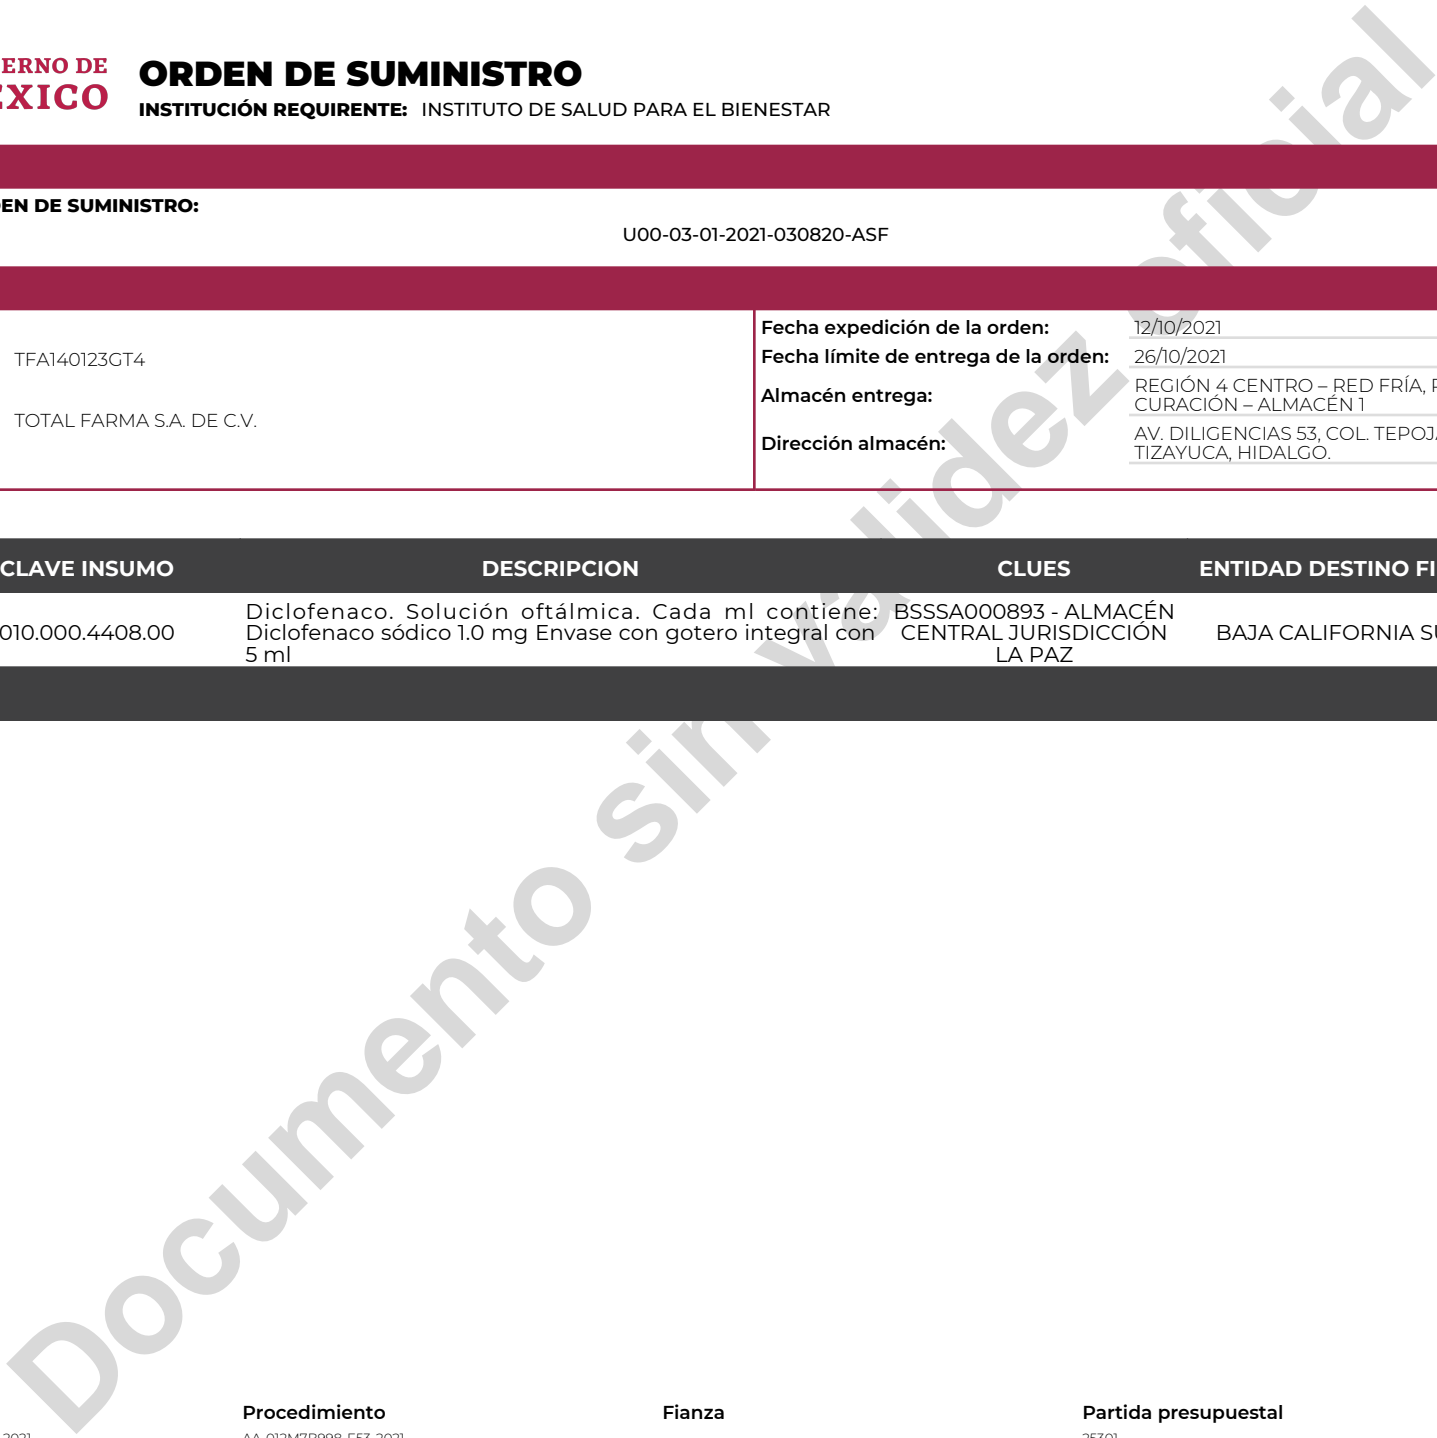 ERNO DE
ÉXICO
ORDEN DE SUMINISTRO
INSTITUCIÓN REQUIRENTE: INSTITUTO DE SALUD PARA EL BIENESTAR
EN DE SUMINISTRO:
U00-03-01-2021-030820-ASF
TFA140123GT4
TOTAL FARMA S.A. DE C.V.
Fecha expedición de la orden: 12/10/2021
Fecha límite de entrega de la orden: 26/10/2021
Almacén entrega: REGIÓN 4 CENTRO – RED FRÍA,
CURACIÓN – ALMACÉN 1
Dirección almacén: AV. DILIGENCIAS 53, COL. TEPOJA
TIZAYUCA, HIDALGO.
CLAVE INSUMO DESCRIPCION CLUES ENTIDAD DESTINO FI
010.000.4408.00
Diclofenaco. Solución oftálmica. Cada ml contiene:
Diclofenaco sódico 1.0 mg Envase con gotero integral con
5 ml
BSSSA000893 - ALMACÉN
CENTRAL JURISDICCIÓN
LA PAZ
BAJA CALIFORNIA SU
Documento sin validez oficial
Procedimiento Fianza Partida presupuestal